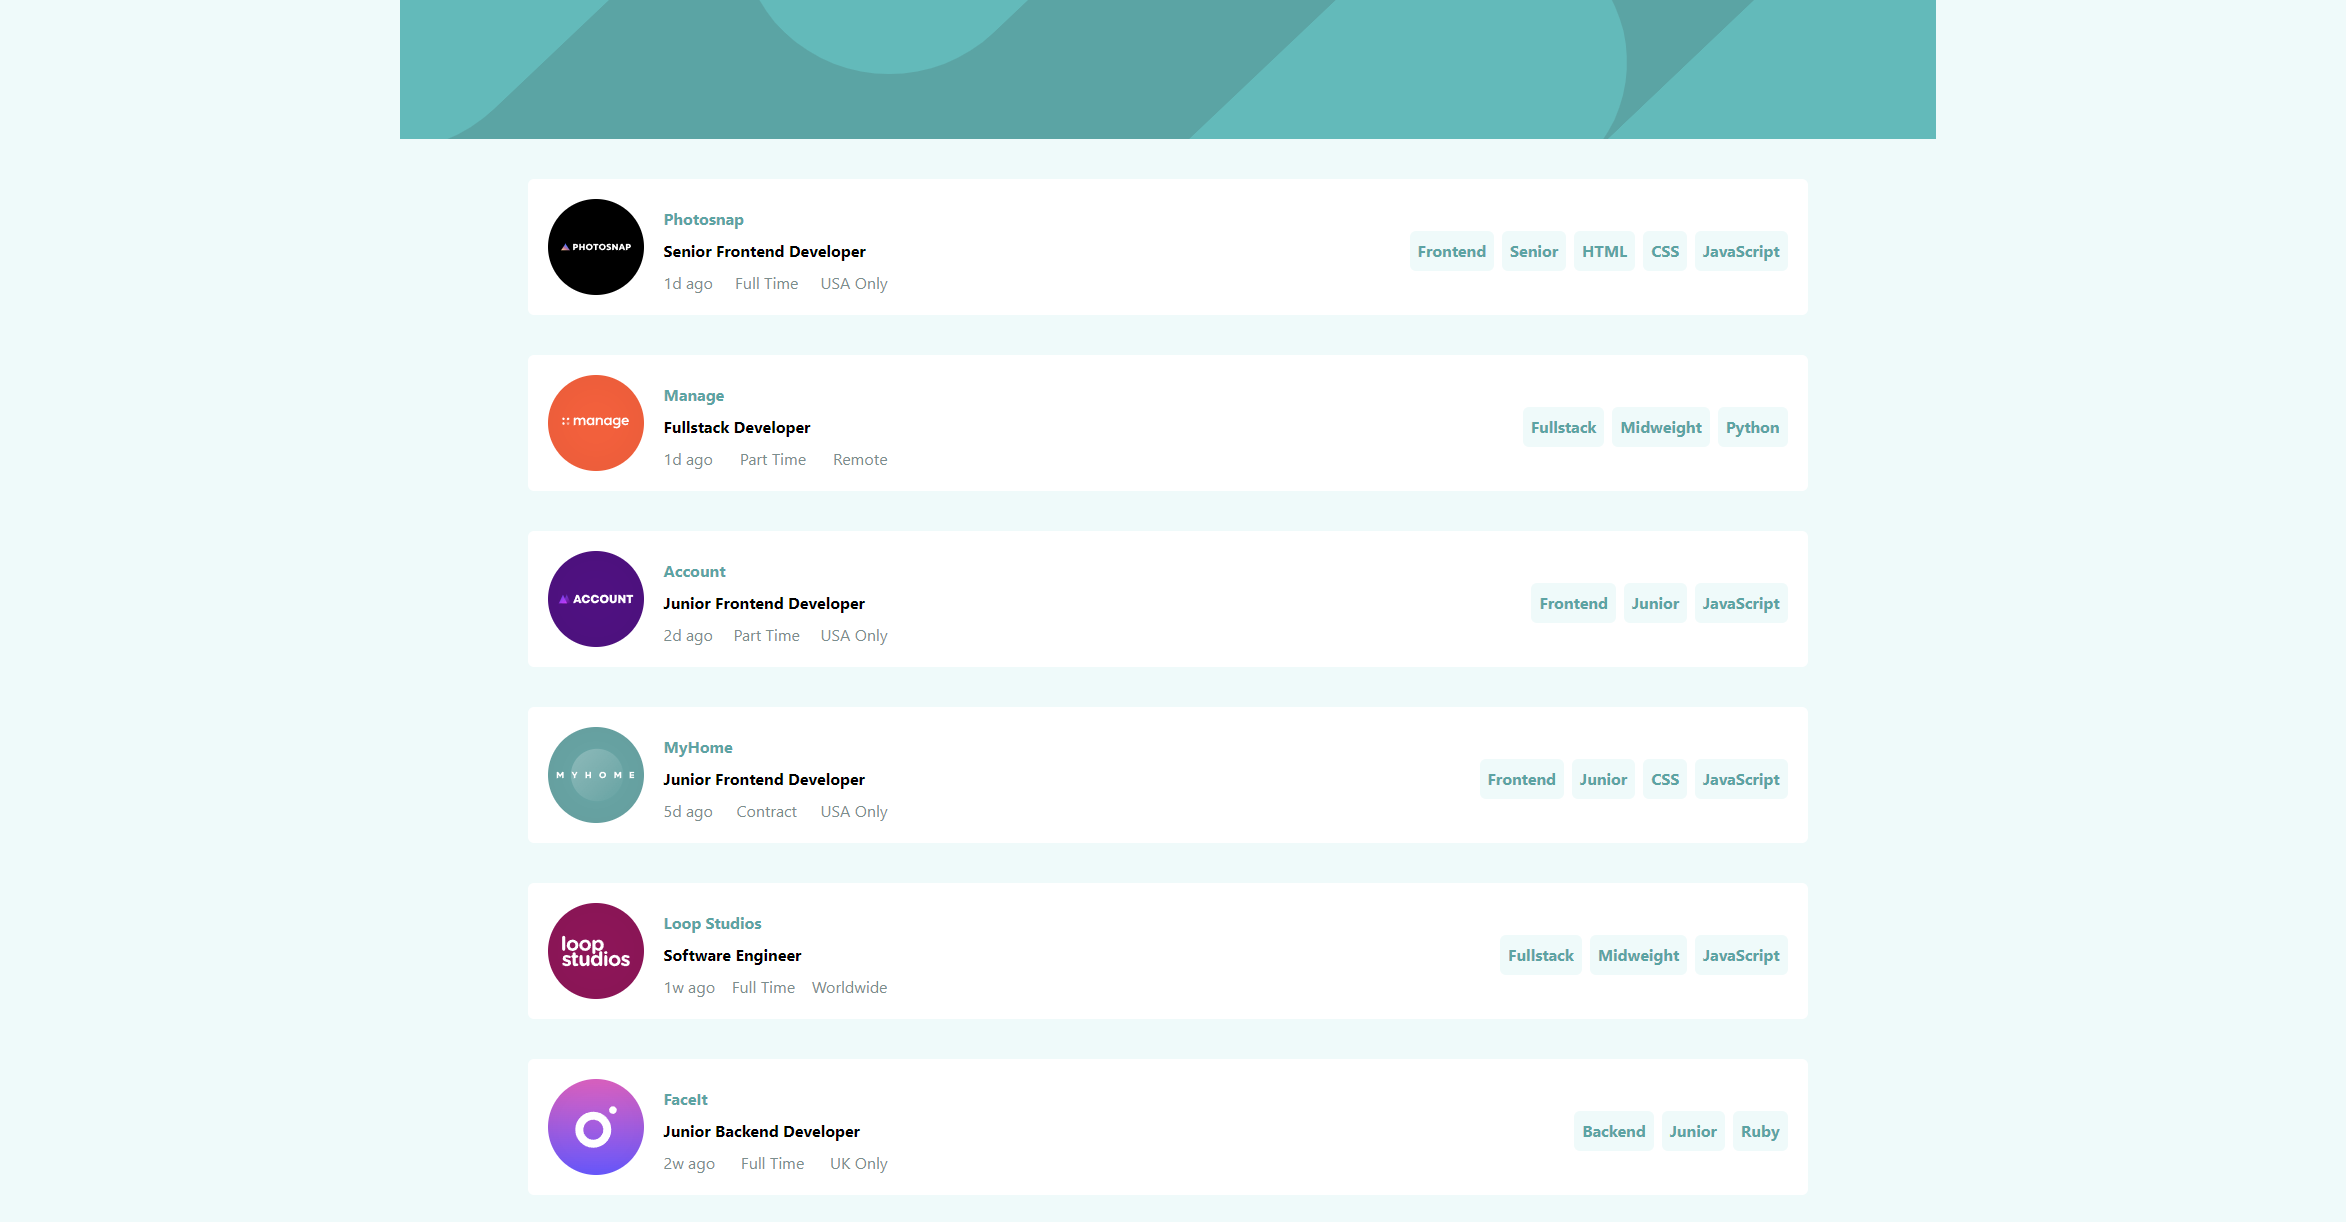 PHOTOSNAP
Photosnap
Senior Frontend Developer
1d ago Full Time USA Only
Frontend Senior HTML CSS JavaScript
manage
Manage
Fullstack Developer
1d ago Part Time Remote
Fullstack Midweight Python
ACCOUNT
Account
Junior Frontend Developer
2d ago Part Time USA Only
Frontend Junior JavaScript
MYHOME
MyHome
Junior Frontend Developer
5d ago Contract USA Only
Frontend Junior CSS JavaScript
loop
studios
Loop Studios
Software Engineer
1w ago Full Time Worldwide
Fullstack Midweight JavaScript
FaceIt
Junior Backend Developer
2w ago Full Time UK Only
Backend Junior Ruby